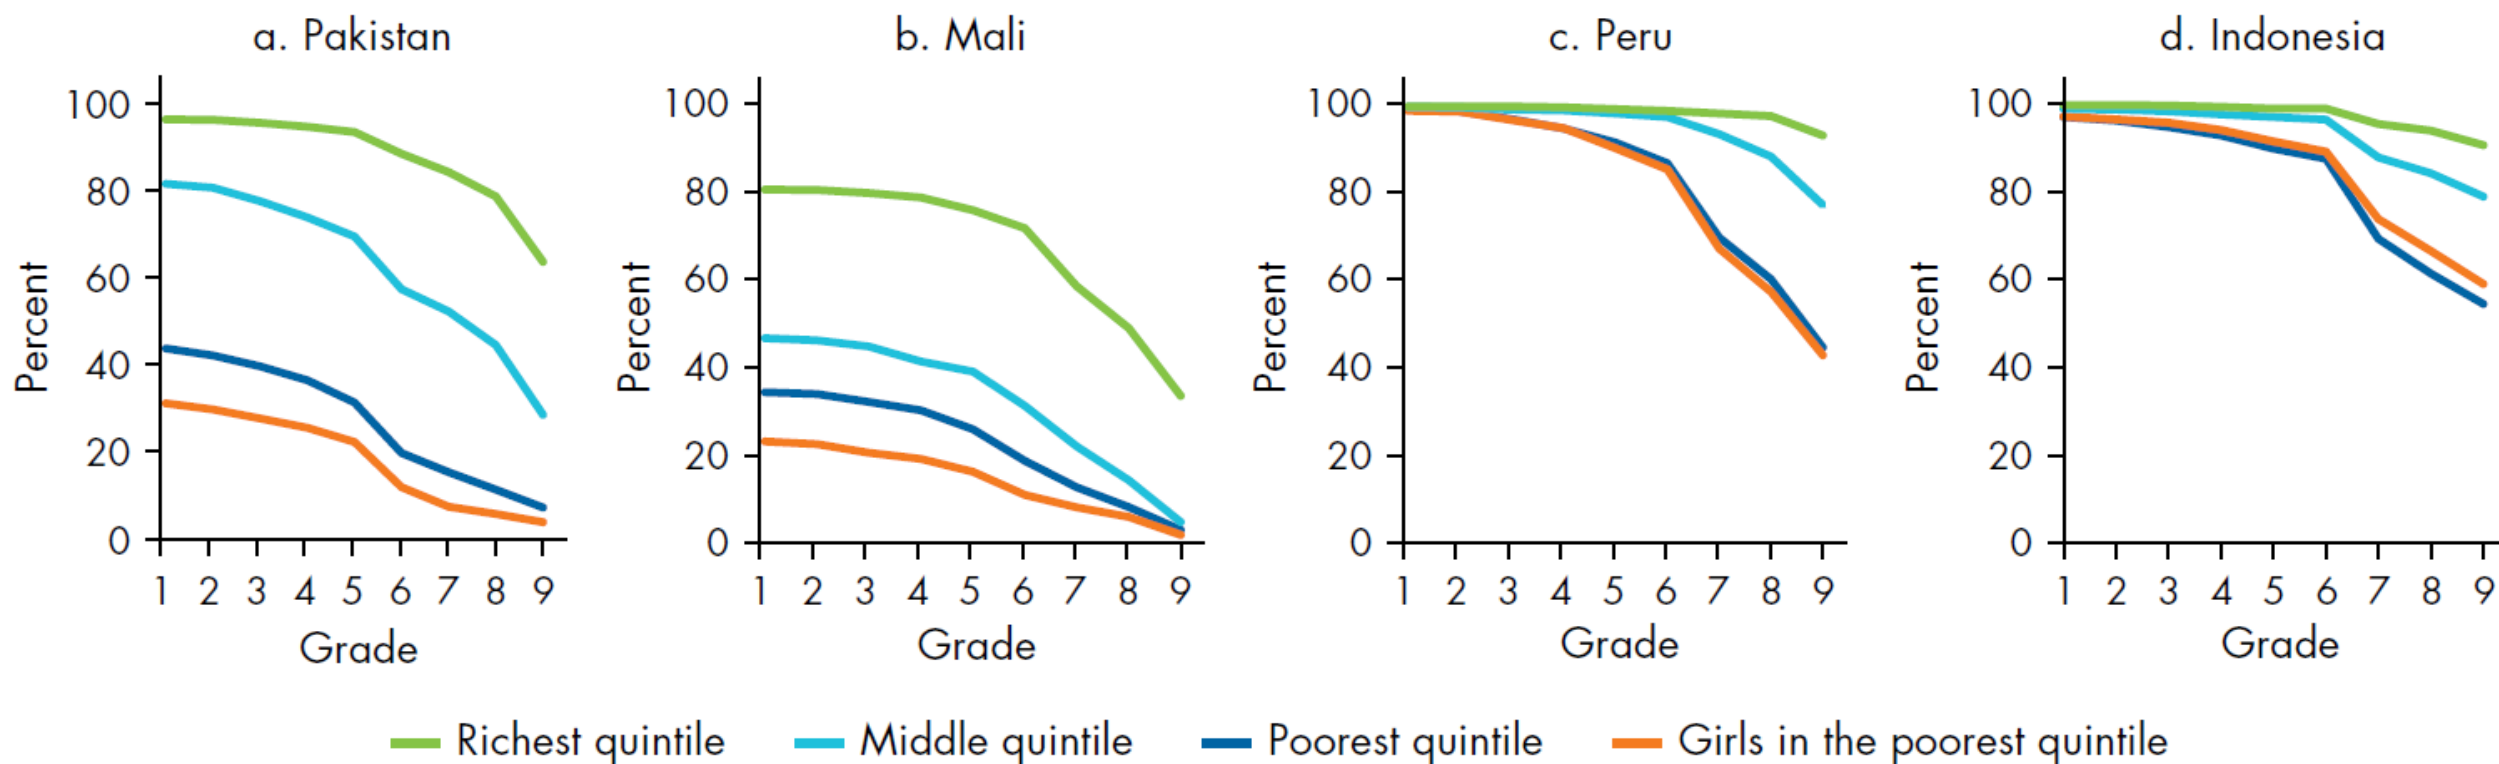 a. Pakistan
Percent
100
80
60
40
20
0
1 2 3 4 5 6 7 8 9
Grade
b. Mali
Percent
100
80
60
40
20
0
1 2 3 4 5 6 7 8 9
Grade
c. Peru
Percent
100
80
60
40
20
0
1 2 3 4 5 6 7 8 9
Grade
d. Indonesia
Percent
100
80
60
40
20
0
1 2 3 4 5 6 7 8 9
Grade
Richest quintile Middle quintile Poorest quintile Girls in the poorest quintile